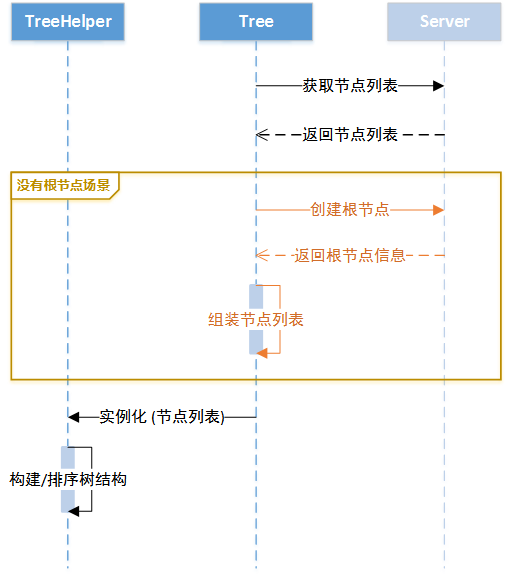 TreeHelper
Tree
Server
获取节点列表
返回节点列表
没有根节点场景
创建根节点
返回根节点信息
组装节点列表
实例化 (节点列表)
构建/排序树结构